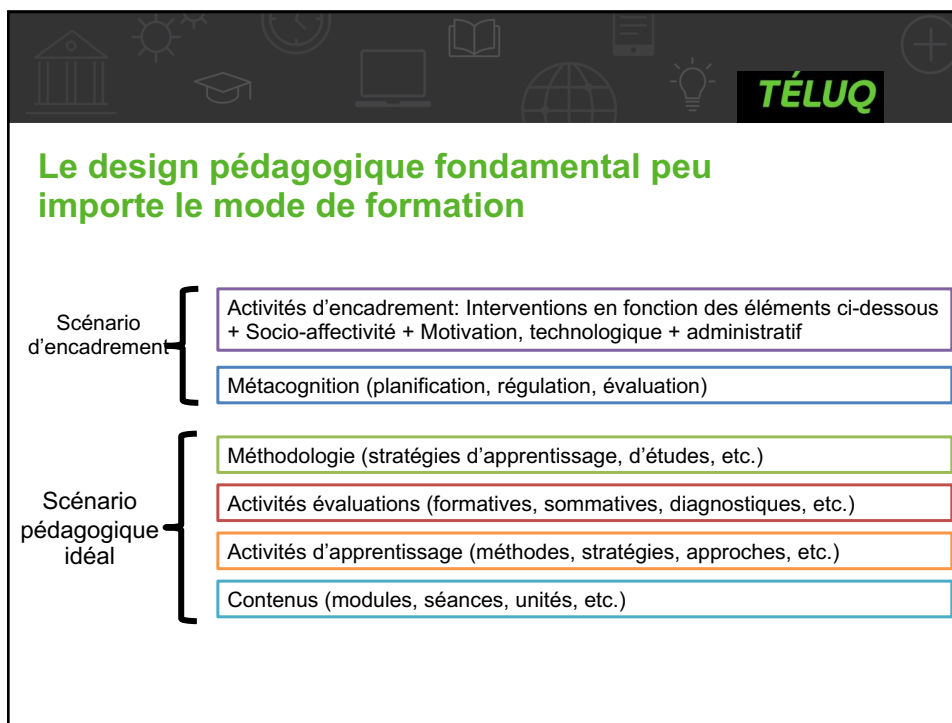 TÉLUQ
Le design pédagogique fondamental peu
importe le mode de formation
Scénario
d'encadrement
Activités d'encadrement: Interventions en fonction des éléments ci-dessous
+ Socio-affectivité + Motivation, technologique + administratif
Métacognition (planification, régulation, évaluation)
Scénario
pédagogique
idéal
Méthodologie (stratégies d'apprentissage, d'études, etc.)
Activités évaluations (formatives, sommatives, diagnostiques, etc.)
Activités d'apprentissage (méthodes, stratégies, approches, etc.)
Contenus (modules, séances, unités, etc.)